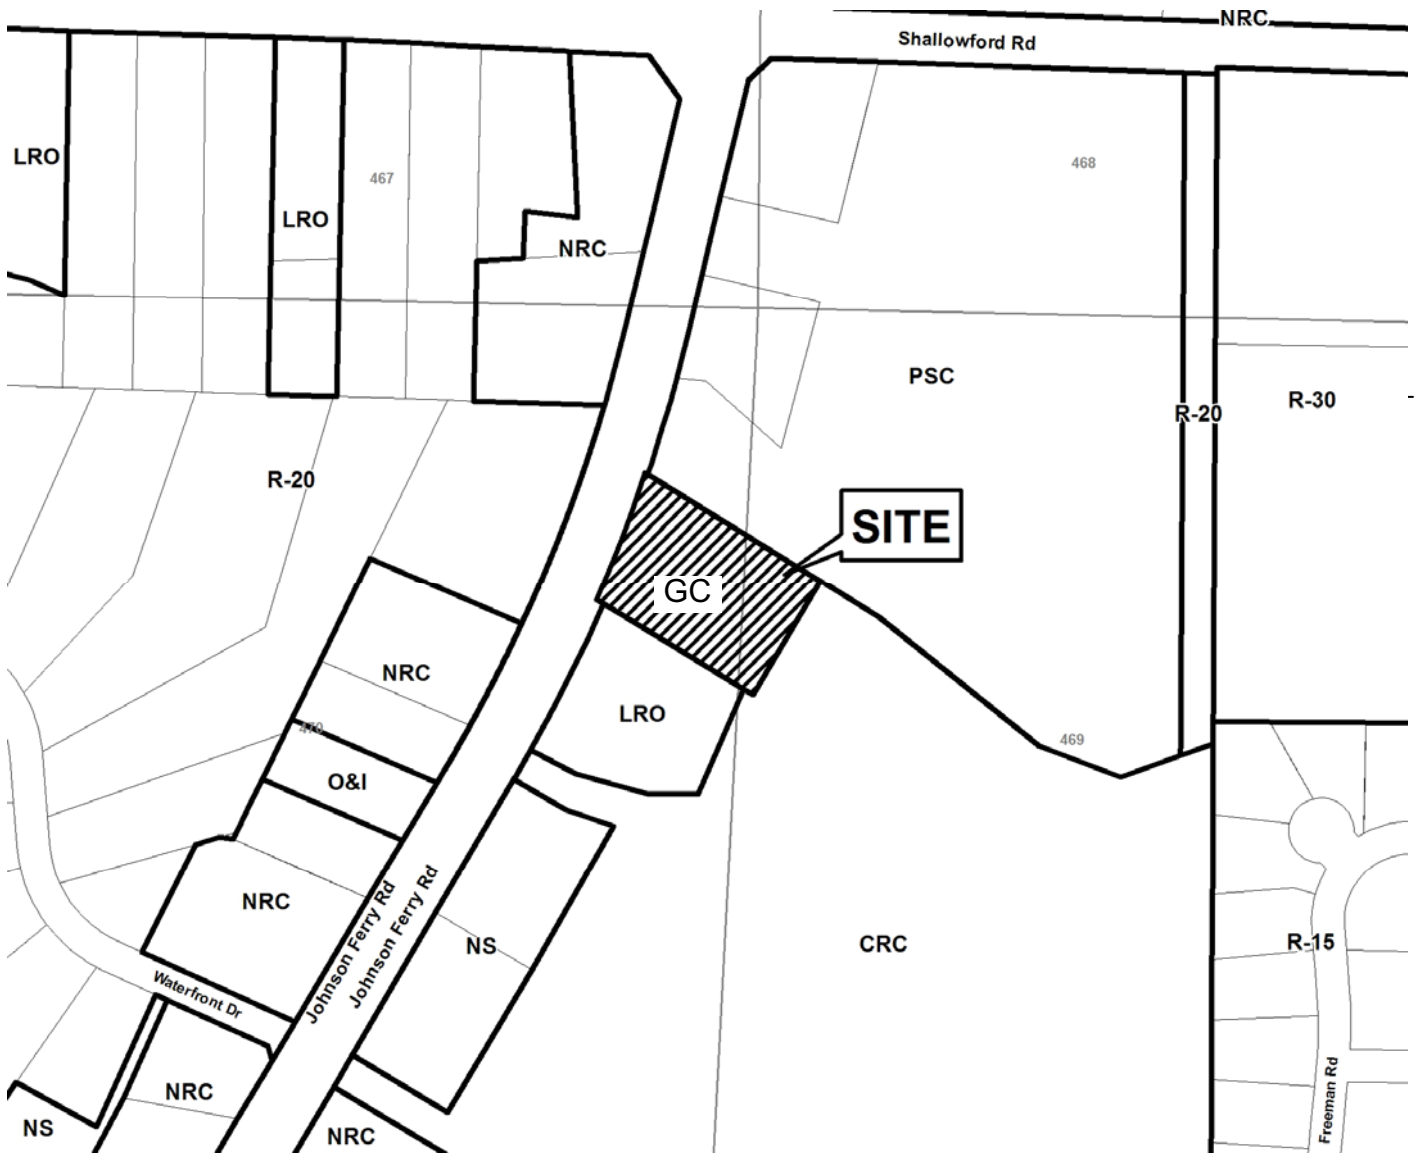 NRC
Shallowford Rd
LRO
467
468
LRO
NRC
PSC
R-20
R-30
R-20
SITE
GC
NRC
LRO
470
469
O&I
NRC
Johnson Ferry Rd
Johnson Ferry Rd
NS
CRC
R-15
Waterfront Dr
NRC
NS
NRC
Freeman Rd